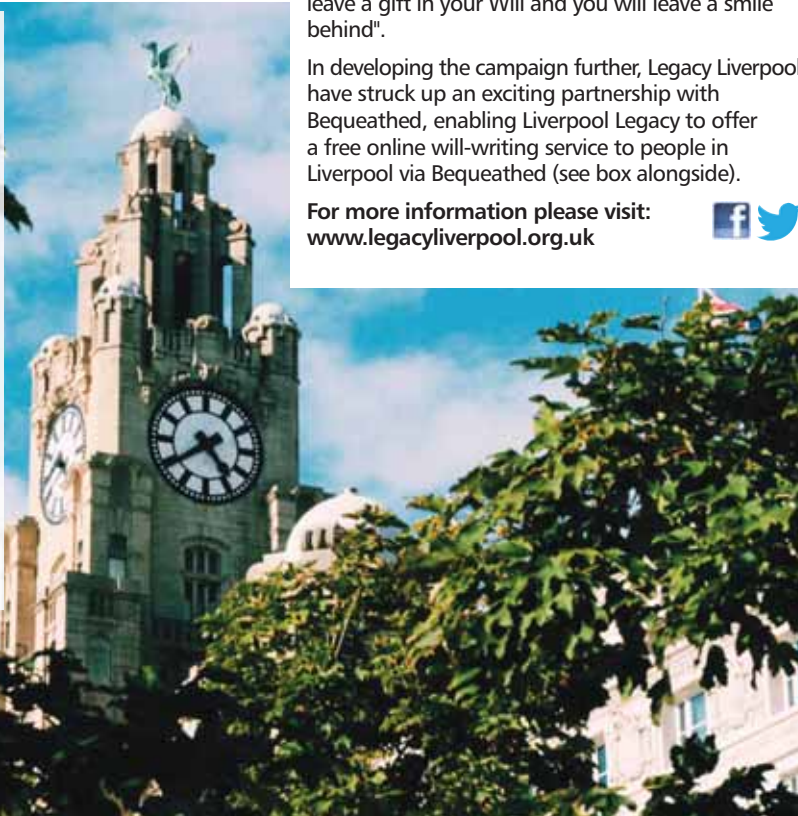 leave a gift in your Will and you will leave a smile
behind".
In developing the campaign further, Legacy Liverpool
have struck up an exciting partnership with
Bequeathed, enabling Liverpool Legacy to offer
a free online will-writing service to people in
Liverpool via Bequeathed (see box alongside).
For more information please visit:
www.legacyliverpool.org.uk
f